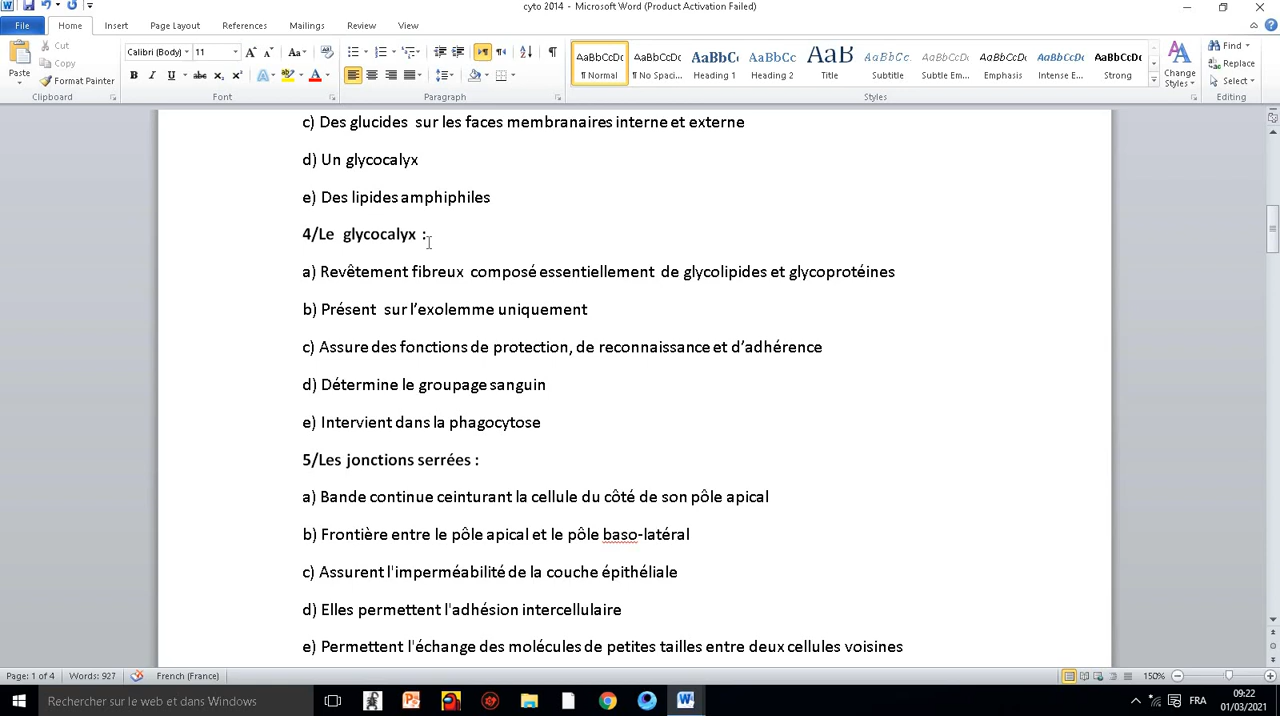 cyto 2014 - Microsoft Word (Product Activation Failed)
File Home Insert Page Layout References Mailings Review View
Cut
Copy
Format Painter
Paste
Clipboard
Calibri (Body) 11
Font
Paragraph
AaBbCcDc AaBbCcDc AaBbC AaBbCc AaB AaBbCc. AaBbCcDc AaBbCcDc AaBbCcDc AaBbCcDc
¶ Normal ¶ No Spaci... Heading 1 Heading 2 Title Subtitle Subtle Em... Emphasis Intense E... Strong
Styles
Change Styles
Find
Replace
Select
Editing
c) Des glucides sur les faces membranaires interne et externe
d) Un glycocalyx
e) Des lipides amphiphiles
4/Le glycocalyx :
a) Revêtement fibreux composé essentiellement de glycolipides et glycoprotéines
b) Présent sur l’exolemme uniquement
c) Assure des fonctions de protection, de reconnaissance et d’adhérence
d) Détermine le groupage sanguin
e) Intervient dans la phagocytose
5/Les jonctions serrées :
a) Bande continue ceinturant la cellule du côté de son pôle apical
b) Frontière entre le pôle apical et le pôle baso-latéral
c) Assurent l'imperméabilité de la couche épithéliale
d) Elles permettent l'adhésion intercellulaire
e) Permettent l'échange des molécules de petites tailles entre deux cellules voisines
Page: 1 of 4 Words: 927 French (France) 150%
Rechercher sur le web et dans Windows
FRA
09:22
01/03/2021